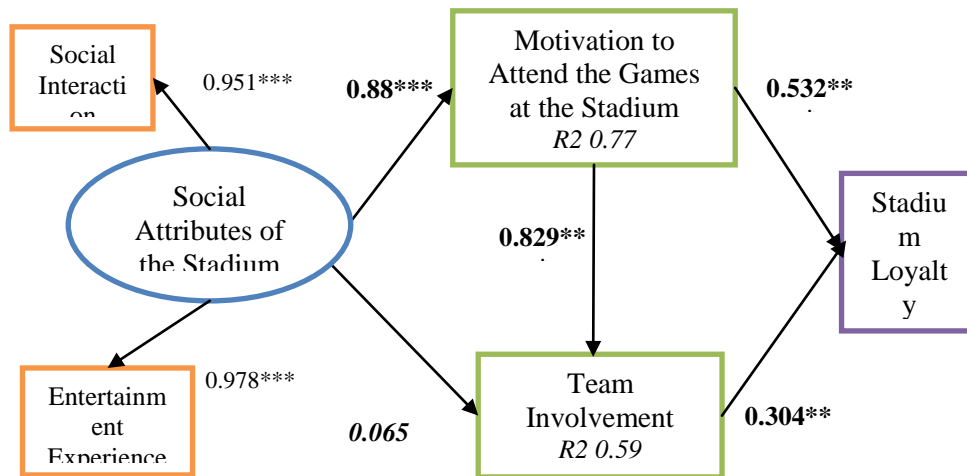 Social
Interacti
on
0.951***
0.88***
Motivation to
Attend the Games
at the Stadium
R2 0.77
0.532**
.
Social
Attributes of
the Stadium
0.829**
.
Stadiu
m
Loyalt
y
Entertainm
ent
Experience
0.978***
0.065
Team
Involvement
R2 0.59
0.304**